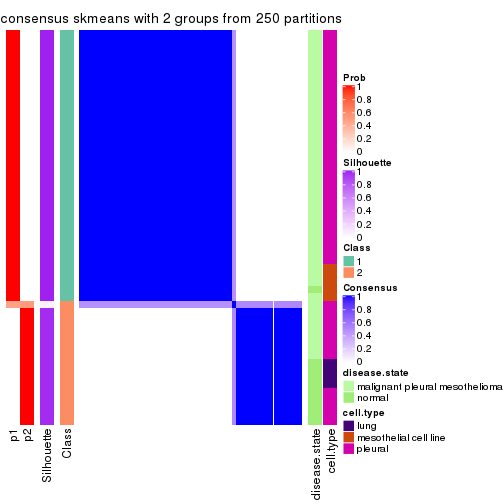 consensus skmeans with 2 groups from 250 partitions
Prob
1
0.8
0.6
0.4
0.2
0
Silhouette
1
0.8
0.6
0.4
0.2
0
Class
1
2
Consensus
1
0.8
0.6
0.4
0.2
0
disease.state
malignant pleural mesothelioma
normal
cell.type
lung
mesothelial cell line
pleural
p1
p2
Silhouette
Class
disease.state
cell.type